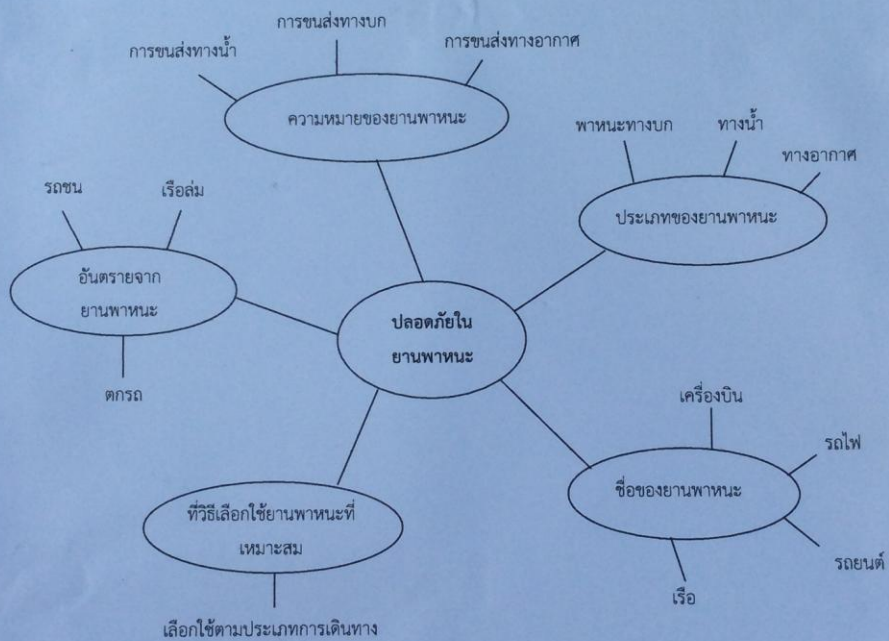 การขนส่งทางบก
การขนส่งทางน้ำ
การขนส่งทางอากาศ
ความหมายของยานพาหนะ
พาหนะทางบก
ทางน้ำ
ทางอากาศ
ประเภทของยานพาหนะ
รถชน
เรือล่ม
อันตรายจาก
ยานพาหนะ
ตกรถ
ปลอดภัยใน
ยานพาหนะ
เครื่องบิน
รถไฟ
ชื่อของยานพาหนะ
รถยนต์
เรือ
ที่วิธีเลือกใช้ยานพาหนะที่
เหมาะสม
เลือกใช้ตามประเภทการเดินทาง